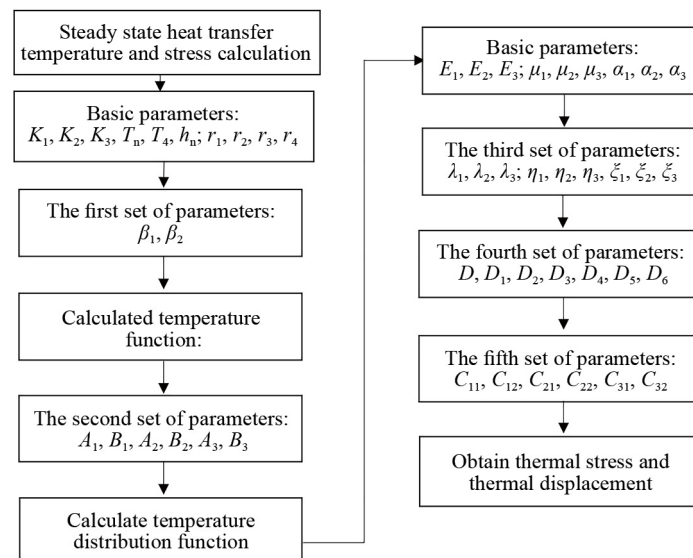 Steady state heat transfer
temperature and stress calculation
Basic parameters:
K₁, K₂, K₃, Tₙ, T₄, hₙ; r₁, r₂, r₃, r₄
The first set of parameters:
β₁, β₂
Calculated temperature
function:
The second set of parameters:
A₁, B₁, A₂, B₂, A₃, B₃
Calculate temperature
distribution function
Basic parameters:
E₁, E₂, E₃; μ₁, μ₂, μ₃, α₁, α₂, α₃
The third set of parameters:
λ₁, λ₂, λ₃; η₁, η₂, η₃, ξ₁, ξ₂, ξ₃
The fourth set of parameters:
D, D₁, D₂, D₃, D₄, D₅, D₆
The fifth set of parameters:
C₁₁, C₁₂, C₂₁, C₂₂, C₃₁, C₃₂
Obtain thermal stress and
thermal displacement